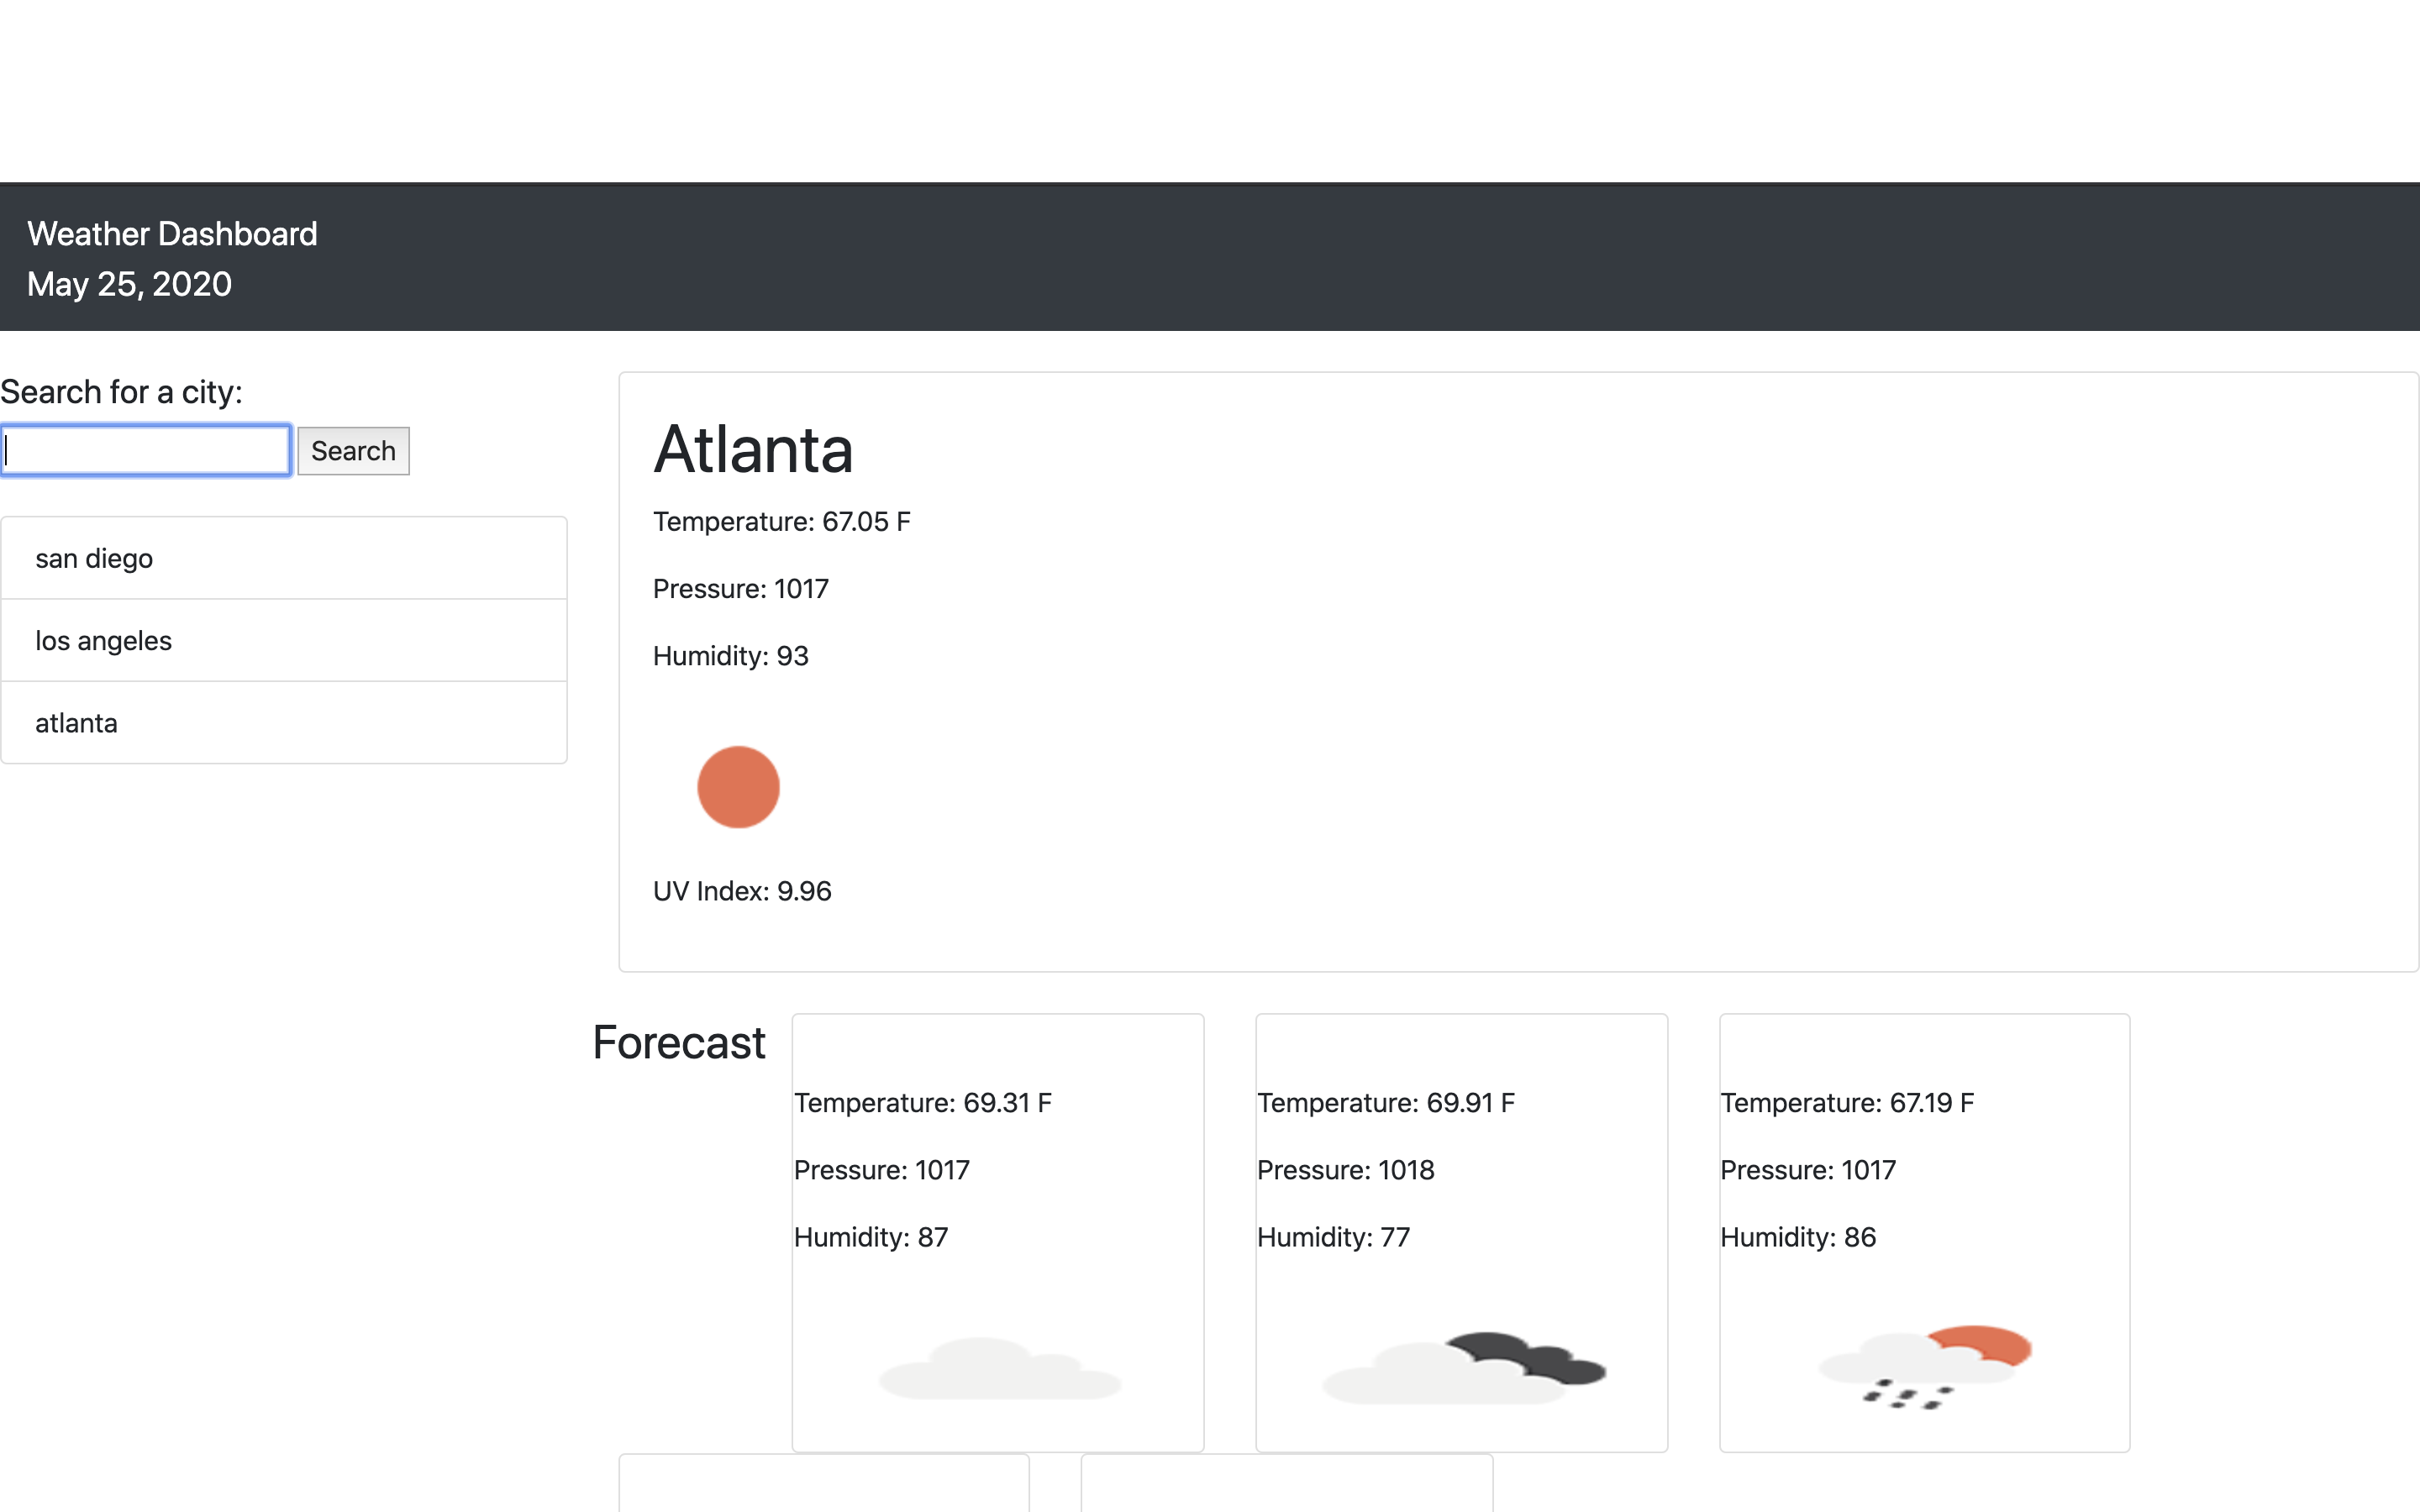 Weather Dashboard
May 25, 2020
Search for a city:
Search
san diego
los angeles
atlanta
Atlanta
Temperature: 67.05 F
Pressure: 1017
Humidity: 93
UV Index: 9.96
Forecast
Temperature: 69.31 F
Pressure: 1017
Humidity: 87
Temperature: 69.91 F
Pressure: 1018
Humidity: 77
Temperature: 67.19 F
Pressure: 1017
Humidity: 86